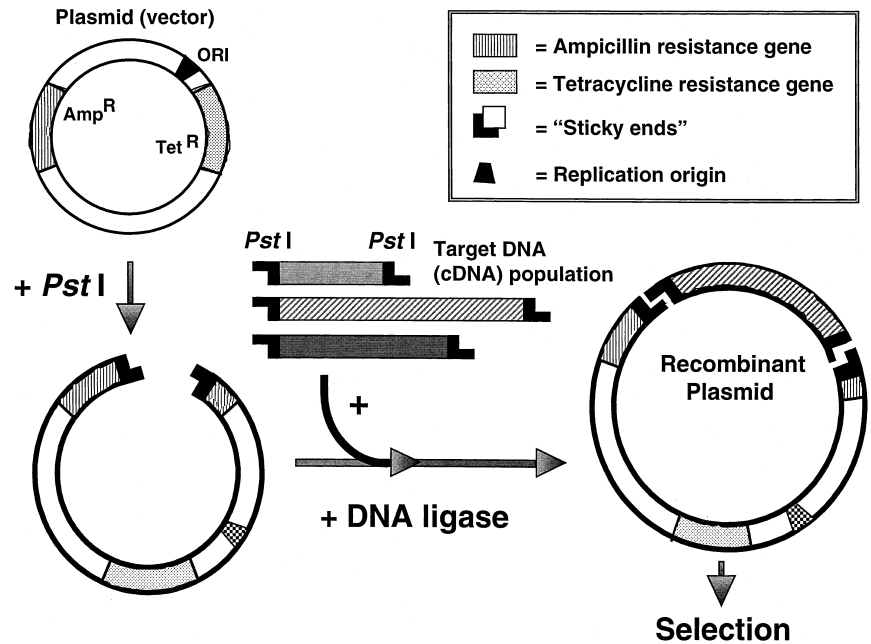 Plasmid (vector)
ORI
Amp R
Tet R
= Ampicillin resistance gene
= Tetracycline resistance gene
= “Sticky ends”
= Replication origin
+ Pst I
Pst I
Pst I
Target DNA
(cDNA) population
+
+ DNA ligase
Recombinant
Plasmid
Selection